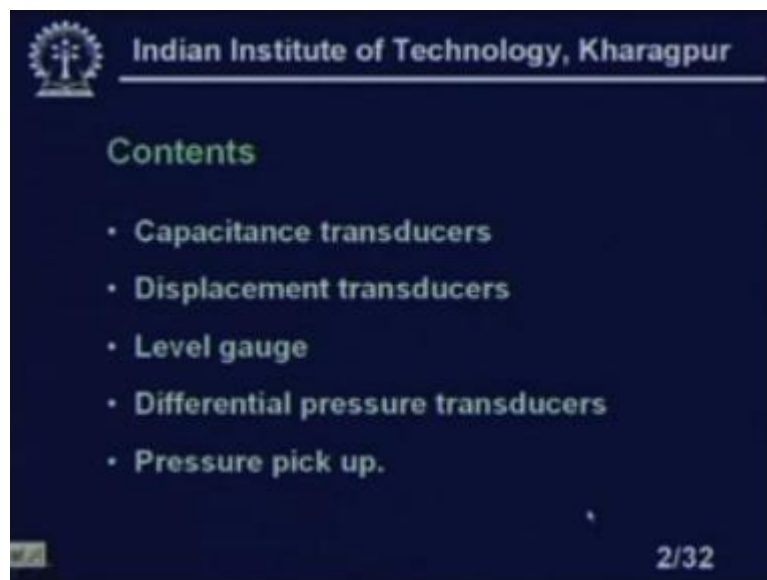 Indian Institute of Technology, Kharagpur
Contents
• Capacitance transducers
• Displacement transducers
• Level gauge
• Differential pressure transducers
• Pressure pick up.
2/32